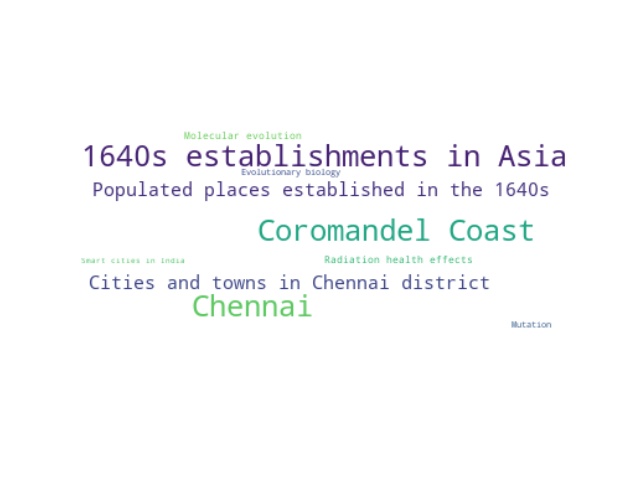 Molecular evolution
1640s establishments in Asia
Evolutionary biology
Populated places established in the 1640s
Coromandel Coast
Smart cities in India
Radiation health effects
Cities and towns in Chennai district
Chennai
Mutation